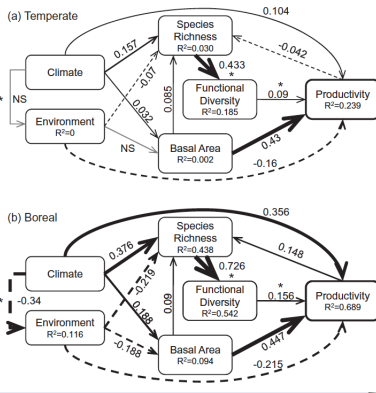 (a) Temperate
0.104
Species
Richness
R²=0.030
-0.042
0.157
Climate
-0.07
0.433
*
*
NS
Functional
Diversity
R²=0.185
*
0.09
Productivity
R²=0.239
0.032
0.085
Environment
R²=0
NS
Basal Area
R²=0.002
0.43
-0.16
(b) Boreal
0.356
Species
Richness
R²=0.438
0.376
0.148
Climate
-0.219
0.726
*
*
-0.34
Functional
Diversity
R²=0.542
*
0.156
Productivity
R²=0.689
0.188
0.09
Environment
R²=0.116
-0.188
Basal Area
R²=0.094
0.447
-0.215